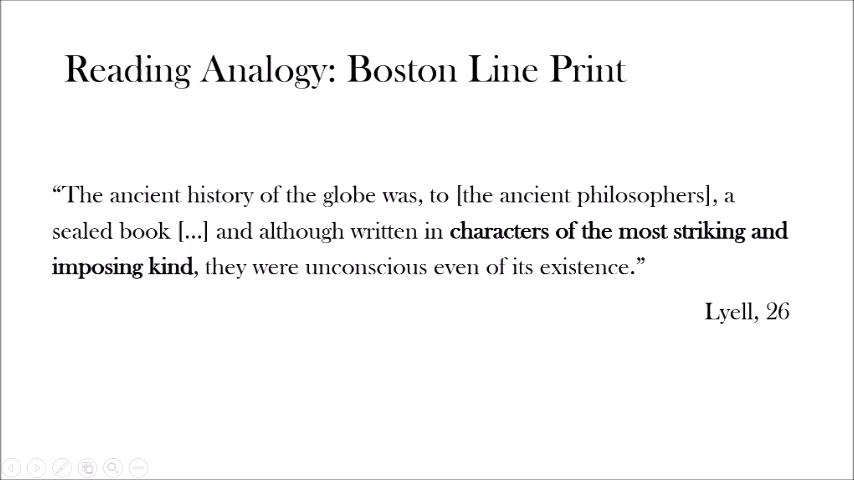 Reading Analogy: Boston Line Print
“The ancient history of the globe was, to [the ancient philosophers], a
sealed book [...] and although written in characters of the most striking and
imposing kind, they were unconscious even of its existence.”
Lyell, 26